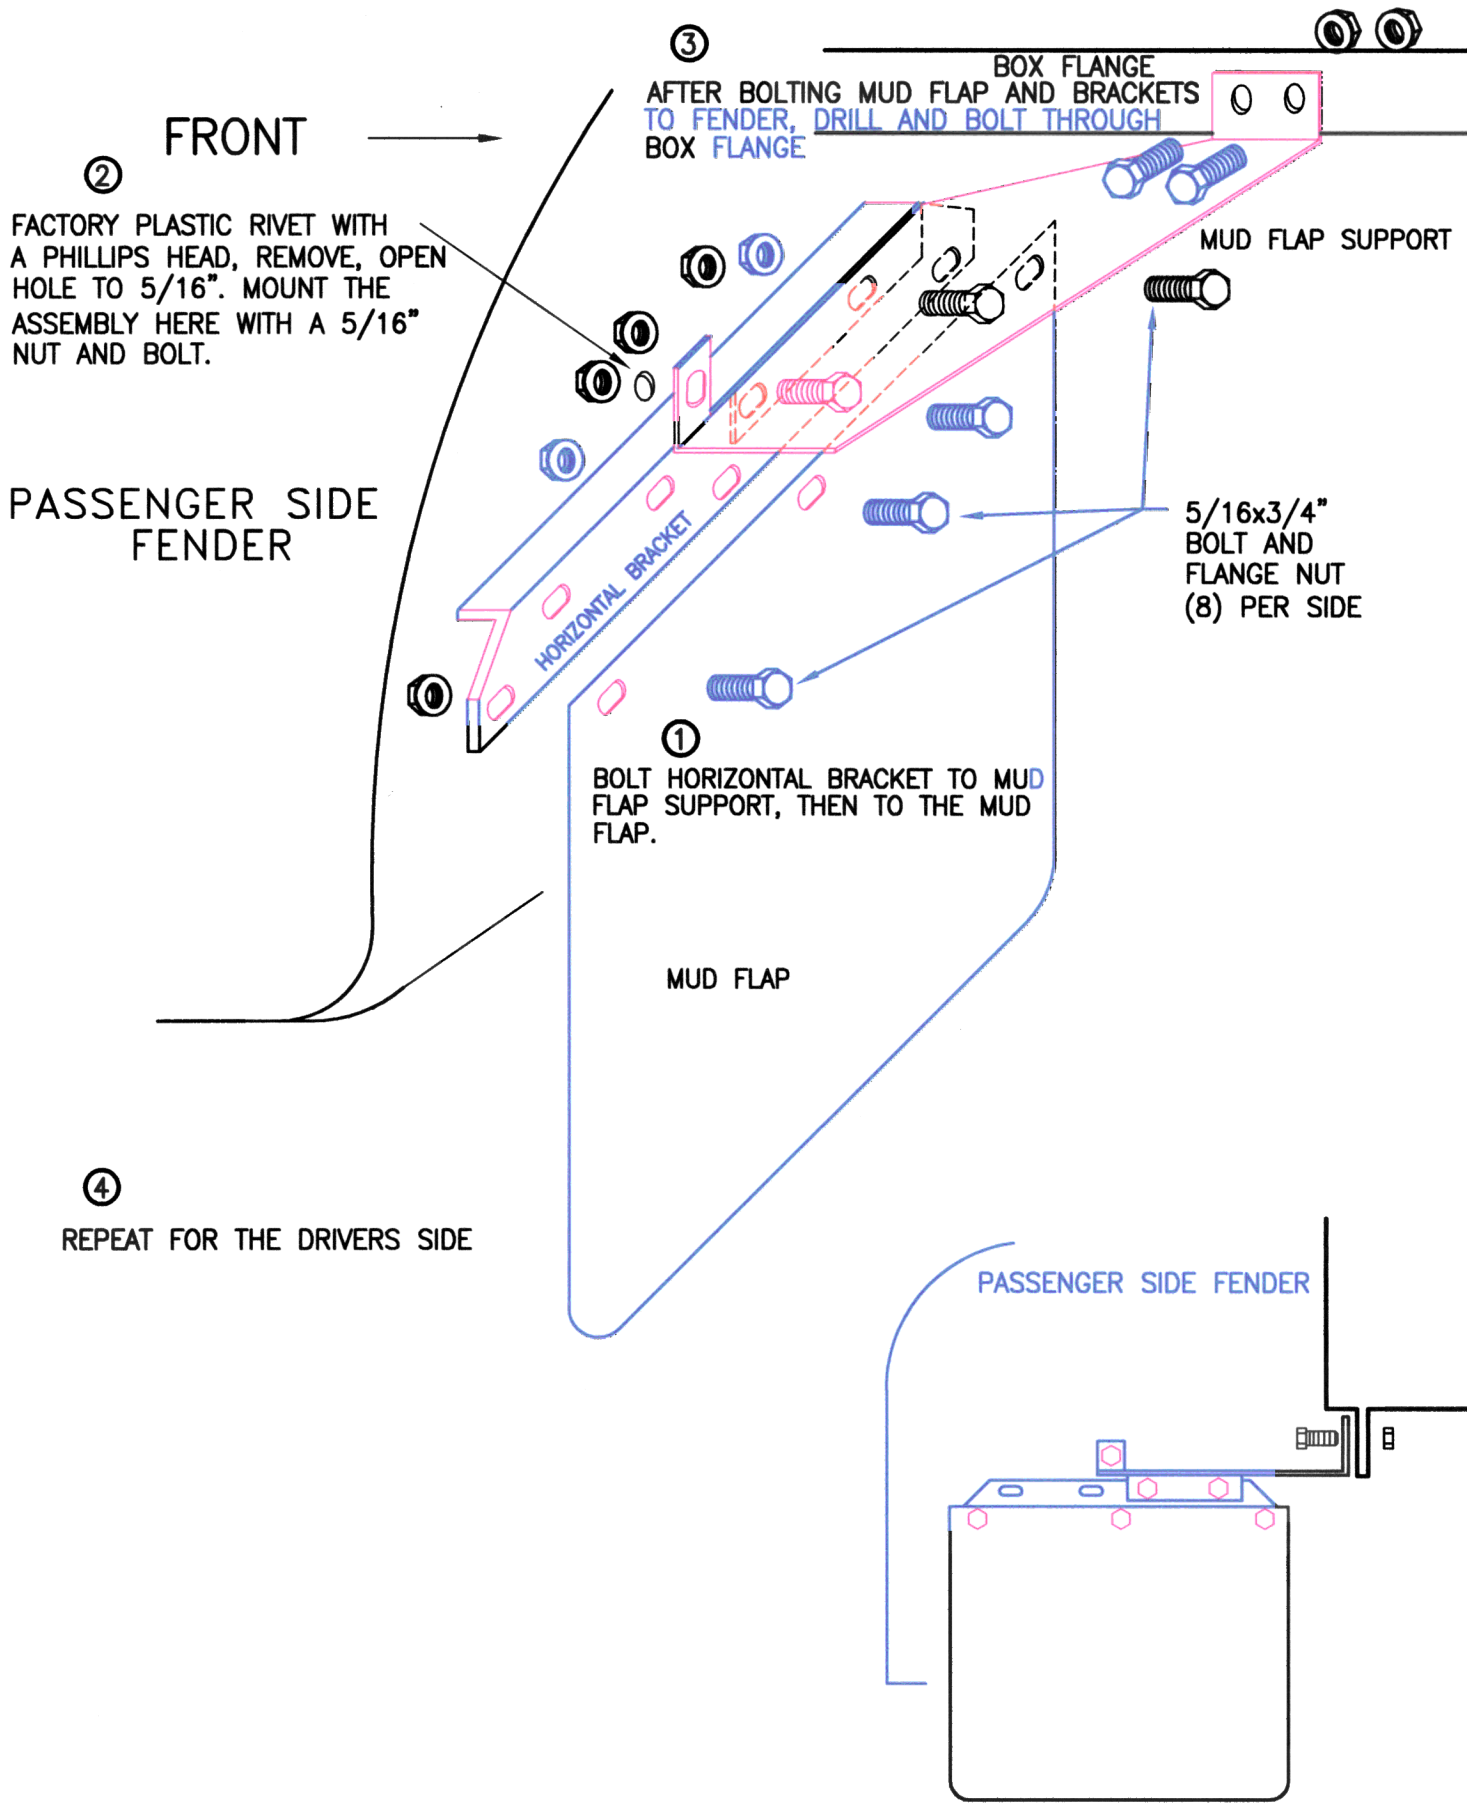 3
BOX FLANGE
AFTER BOLTING MUD FLAP AND BRACKETS
TO FENDER, DRILL AND BOLT THROUGH
BOX FLANGE
FRONT
2
FACTORY PLASTIC RIVET WITH
A PHILLIPS HEAD, REMOVE, OPEN
HOLE TO 5/16". MOUNT THE
ASSEMBLY HERE WITH A 5/16"
NUT AND BOLT.
MUD FLAP SUPPORT
PASSENGER SIDE
FENDER
HORIZONTAL BRACKET
5/16x3/4"
BOLT AND
FLANGE NUT
(8) PER SIDE
1
BOLT HORIZONTAL BRACKET TO MUD
FLAP SUPPORT, THEN TO THE MUD
FLAP.
MUD FLAP
4
REPEAT FOR THE DRIVERS SIDE
PASSENGER SIDE FENDER